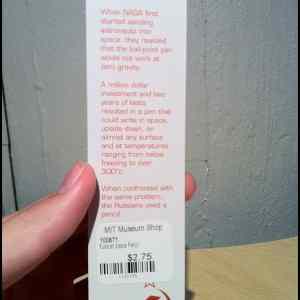 When NASA first
started sending
astronauts into
space, they realized
that the ball-point pen
would not work at
zero gravity.
A million dollar
investment and two
years of tests
resulted in a pen that
could write in space,
upside down, on
almost any surface
and at temperatures
ranging from below
freezing to over
300°C.
When confronted with
the same problem,
the Russians used a
pencil.
MIT Museum Shop
100871
$2.75